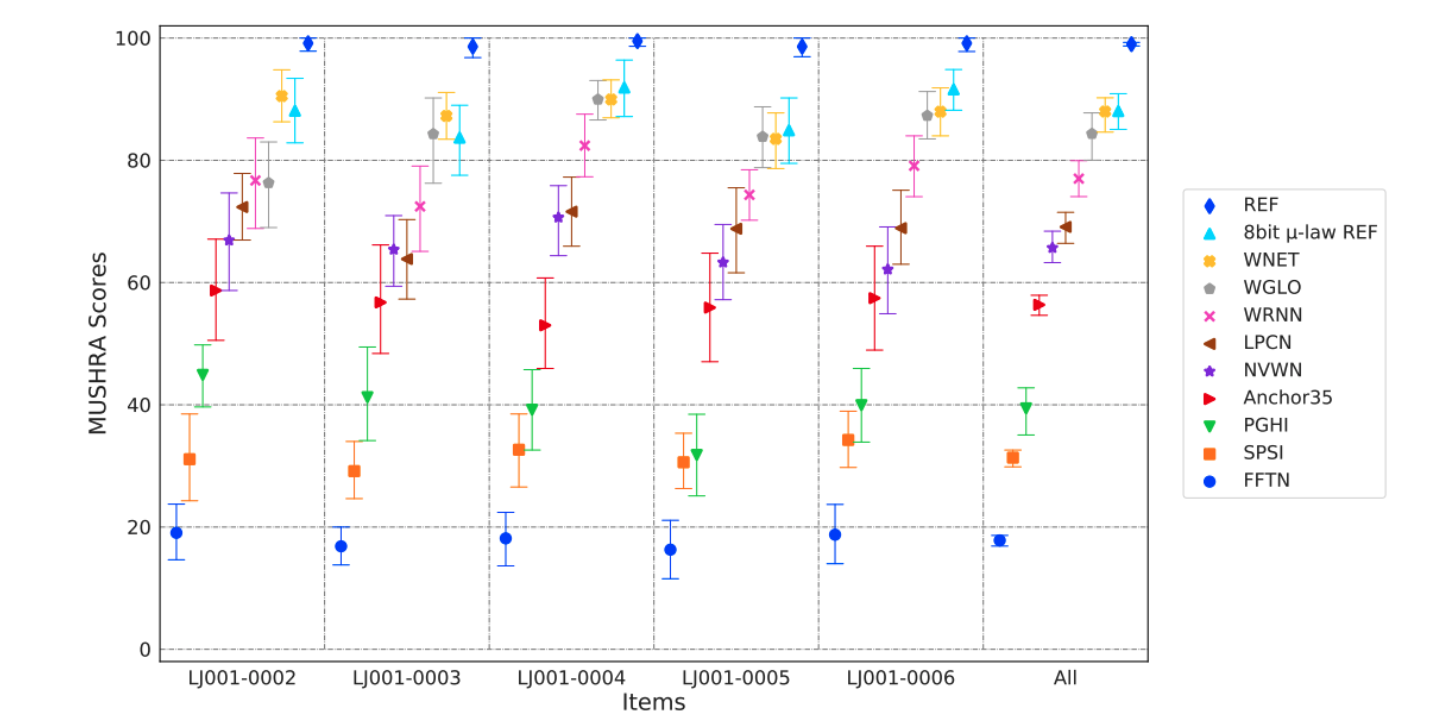 100
80
60
40
20
0
MUSHRA Scores
LJ001-0002 LJ001-0003 LJ001-0004 LJ001-0005 LJ001-0006 All
Items
REF
8bit μ-law REF
WNET
WGLO
WRNN
LPCN
NVWN
Anchor35
PGHI
SPSI
FFTN